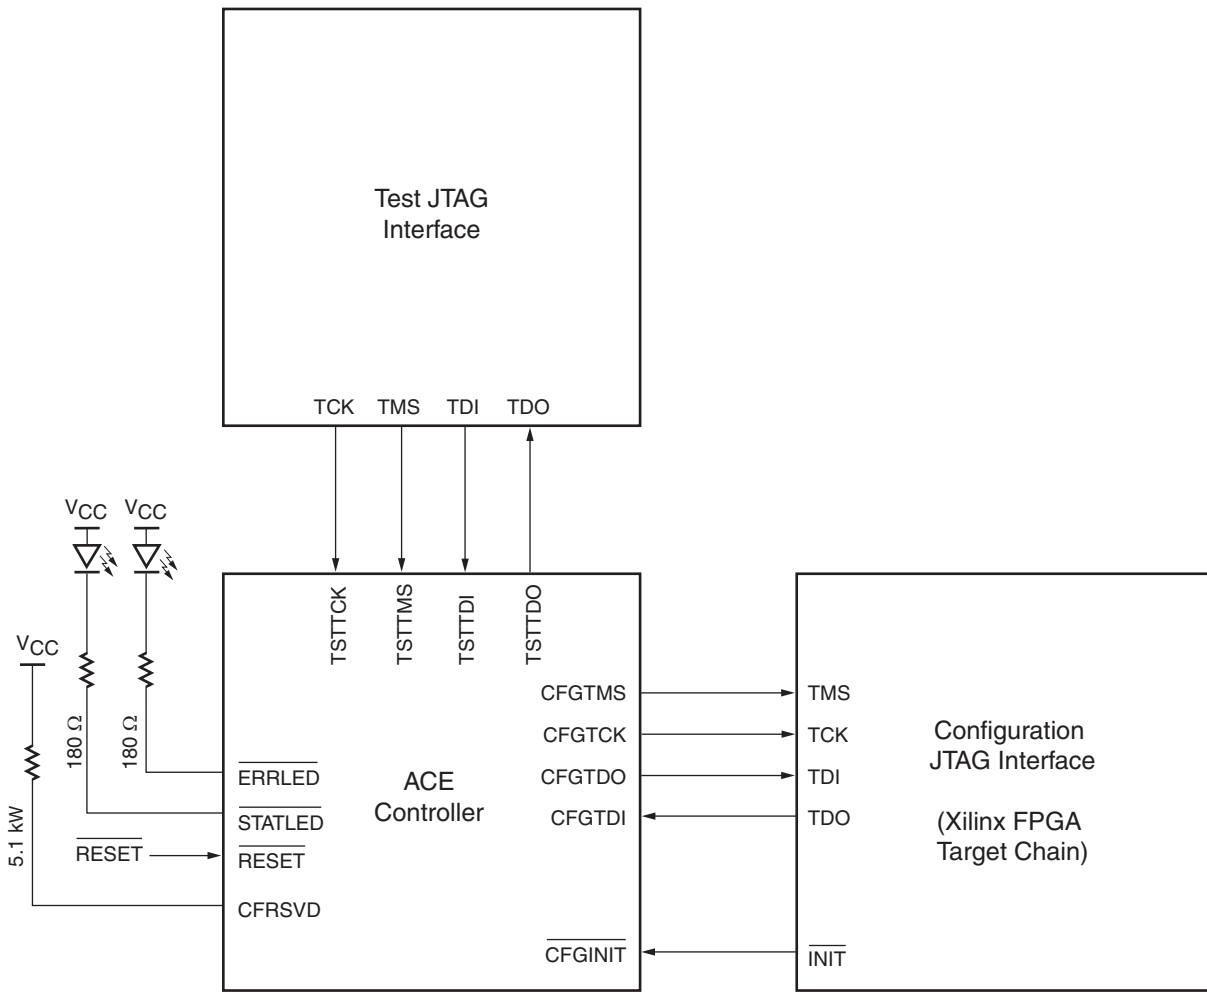 Test JTAG
Interface
TCK TMS TDI TDO
VCC VCC
VCC
TSTTCK TSTTMS TSTTDI TSTTDO
180 Ω 180 Ω
5.1 kW
ERRLED
STATLED
RESET RESET
CFRSVD
ACE
Controller
CFGTMS
CFGTCK
CFGTDO
CFGTDI
CFGINIT
TMS
TCK
TDI
TDO
INIT
Configuration
JTAG Interface
(Xilinx FPGA
Target Chain)